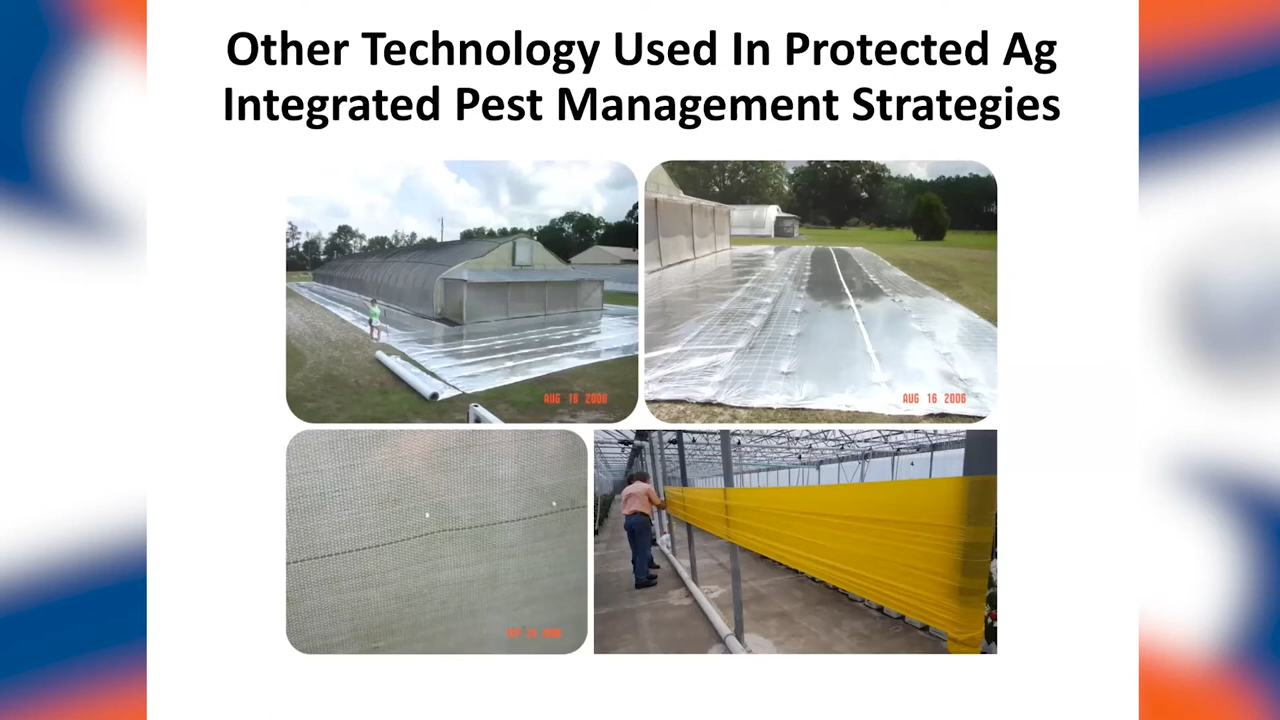 Other Technology Used In Protected Ag
Integrated Pest Management Strategies
AUG 16 2006
AUG 16 2006